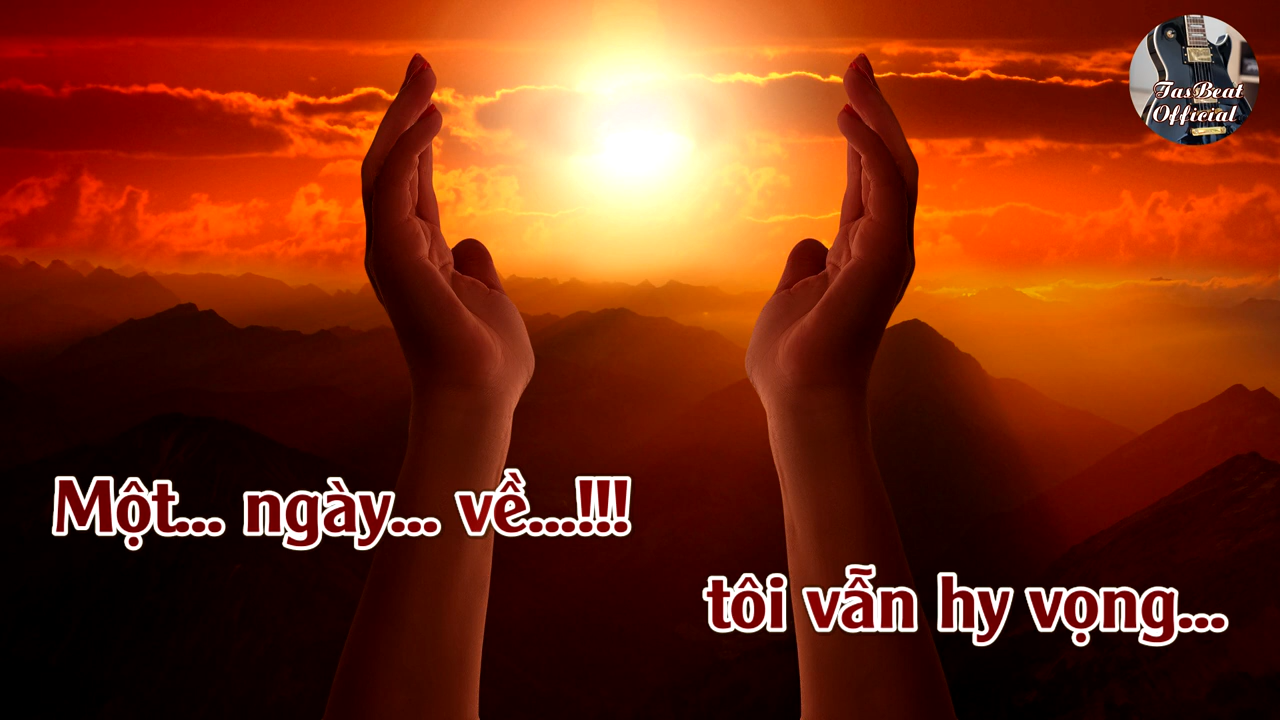 TasBeat
Official
Một... ngày... về...!!!
tôi vẫn hy vọng...